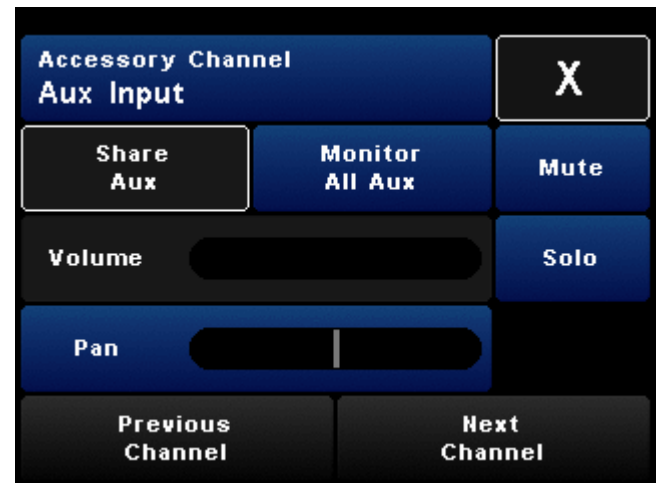 Accessory Channel
Aux Input
X
Share
Aux
Monitor
All Aux
Mute
Volume
Solo
Pan
Previous
Channel
Next
Channel